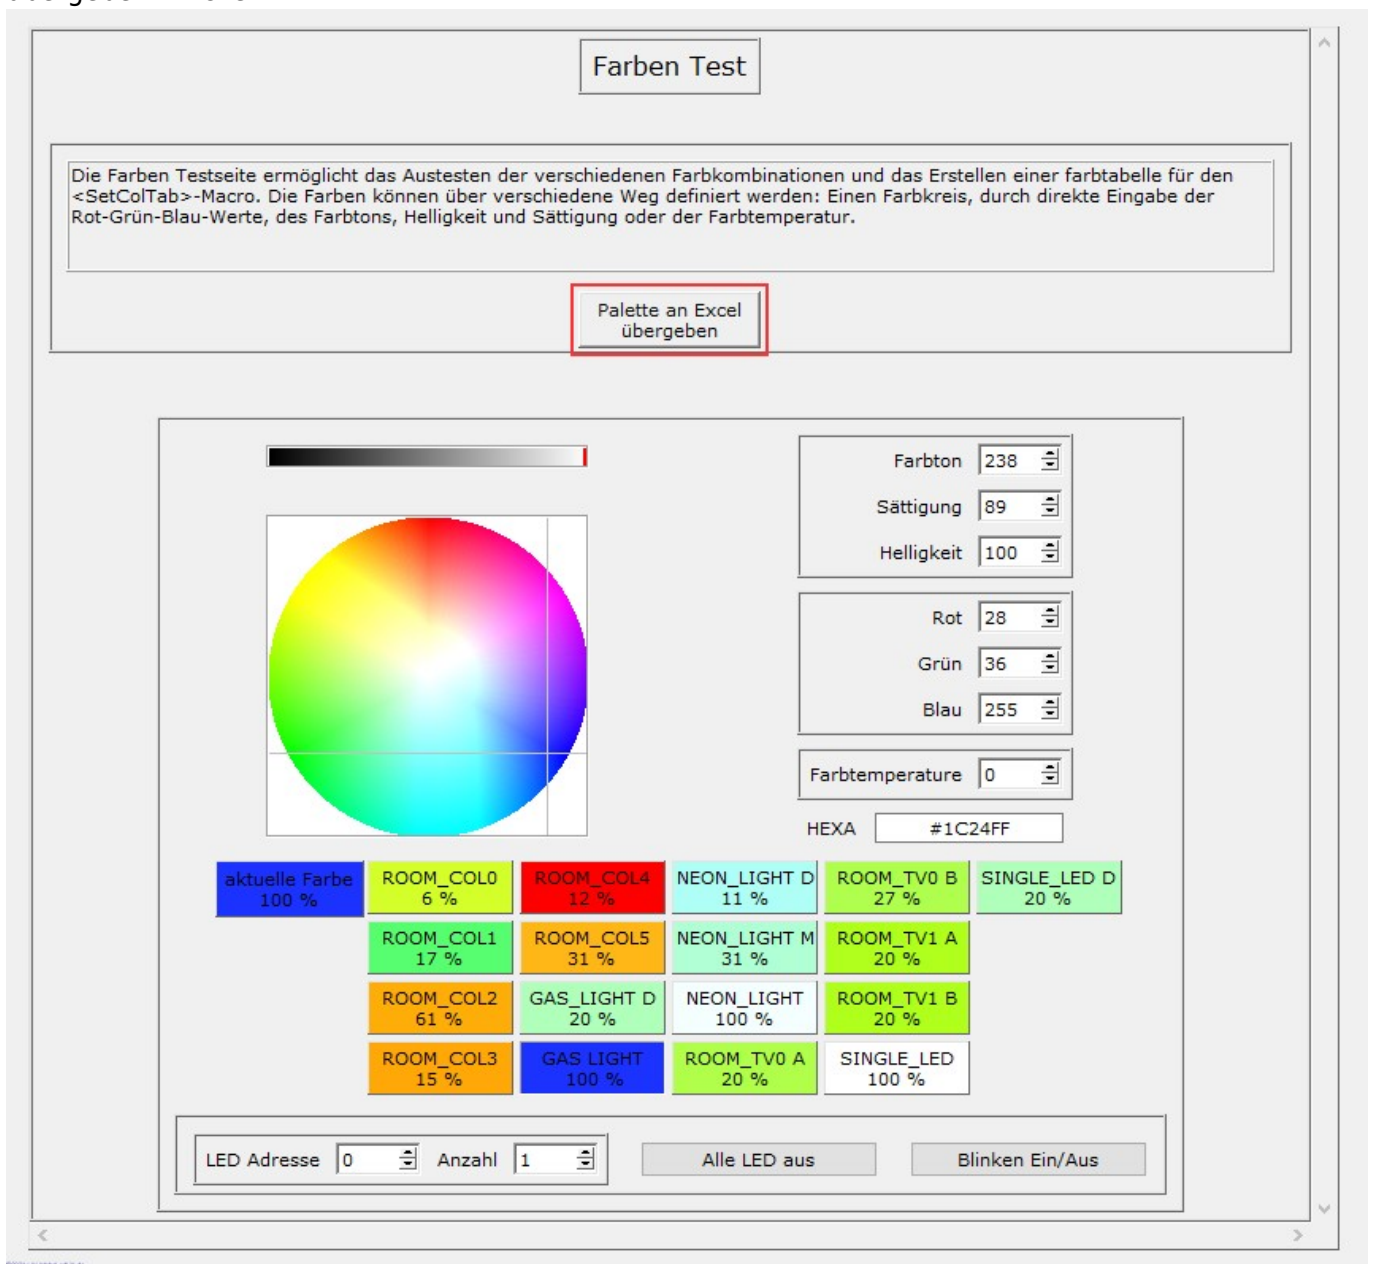 Farben Test
Die Farben Testseite ermöglicht das Austesten der verschiedenen Farbkombinationen und das Erstellen einer farbtabelle für den
<SetColTab>-Macro. Die Farben können über verschiedene Weg definiert werden: Einen Farbkreis, durch direkte Eingabe der
Rot-Grün-Blau-Werte, des Farbtons, Helligkeit und Sättigung oder der Farbtemperatur.
Palette an Excel
übergeben
Farbton 238
Sättigung 89
Helligkeit 100
Rot 28
Grün 36
Blau 255
Farbtemperature 0
HEXA #1C24FF
aktuelle Farbe ROOM_COL0 ROOM_COL4 NEON_LIGHT D ROOM_TV0 B SINGLE_LED D
100 % 6 % 12 % 11 % 27 % 20 %
ROOM_COL1 ROOM_COL5 NEON_LIGHT M ROOM_TV1 A
17 % 31 % 31 % 20 %
ROOM_COL2 GAS_LIGHT D NEON_LIGHT ROOM_TV1 B
61 % 20 % 100 % 20 %
ROOM_COL3 GAS LIGHT ROOM_TV0 A SINGLE_LED
15 % 100 % 20 % 100 %
LED Adresse 0 Anzahl 1 Alle LED aus Blinken Ein/Aus